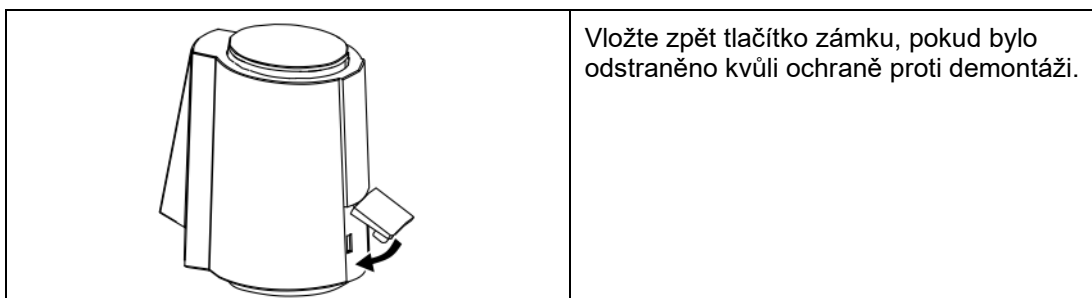 Vložte zpět tlačítko zámku, pokud bylo
odstraněno kvůli ochraně proti demontáži.